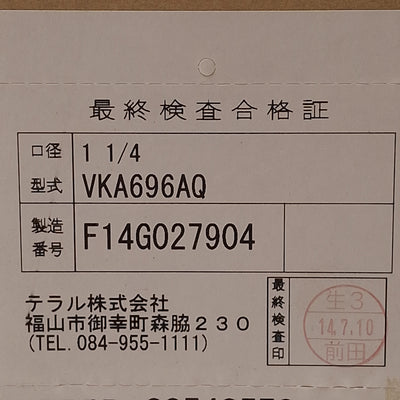 最終検査合格証
口径 1 1/4
型式 VKA696AQ
製造番号 F14G027904
テラル株式会社
福山市御幸町森脇２３０
(TEL. 084-955-1111)
最終検査印
生3
14.7.10
前田